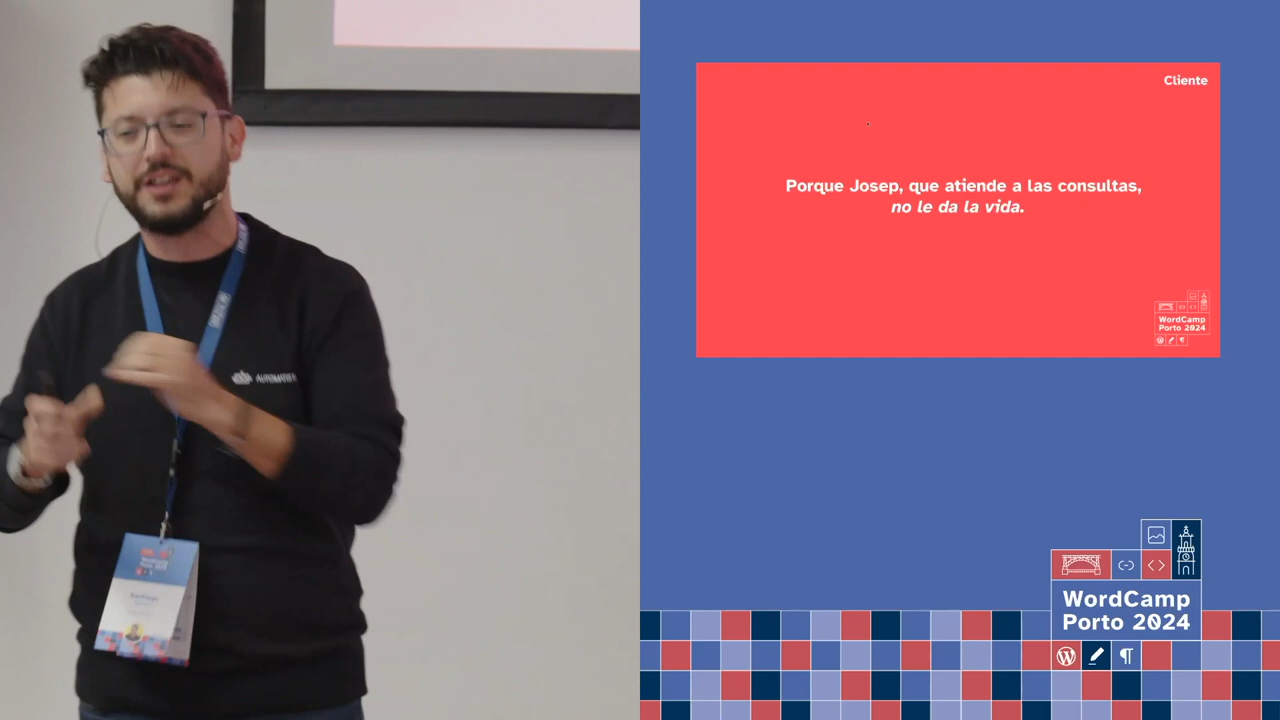 Cliente
Porque Josep, que atiende a las consultas,
no le da la vida.
WordCamp
Porto 2024
WordCamp
Porto 2024